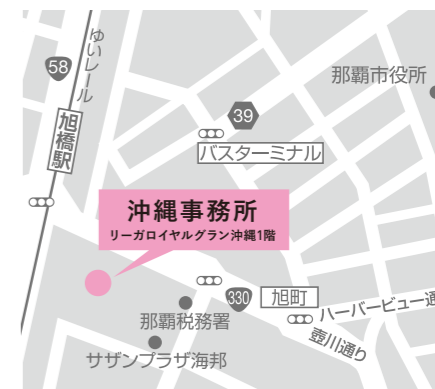 58
ゆいレール
那覇市役所
39
旭橋駅
バスターミナル
沖縄事務所
リーガロイヤルグラン沖縄1階
330
旭町
ハーバービュー通
那覇税務署
壺川通り
サザンプラザ海邦